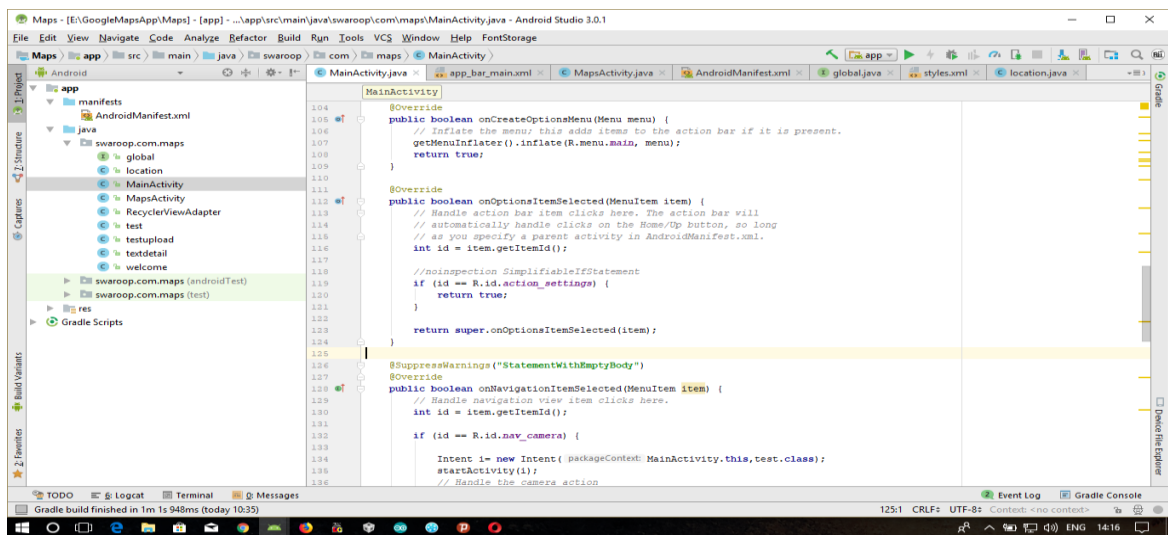 Maps - [E:\GoogleMapsApp\Maps] - [app] - ...\app\src\main\java\swaroop\com\maps\MainActivity.java - Android Studio 3.0.1
File Edit View Navigate Code Analyze Refactor Build Run Tools VCS Window Help FontStorage
Maps app src main java swaroop com maps MainActivity
app
Android
MainActivity.java app_bar_main.xml MapsActivity.java AndroidManifest.xml global.java styles.xml location.java
MainActivity
1: Project
Z: Structure
Captures
Build Variants
2: Favorites
app
manifests
AndroidManifest.xml
java
swaroop.com.maps
global
location
MainActivity
MapsActivity
RecyclerViewAdapter
test
testupload
textdetail
welcome
swaroop.com.maps (androidTest)
swaroop.com.maps (test)
res
Gradle Scripts
104 @Override
105 public boolean onCreateOptionsMenu(Menu menu) {
106 // Inflate the menu; this adds items to the action bar if it is present.
107 getMenuInflater().inflate(R.menu.main, menu);
108 return true;
109 }
110
111 @Override
112 public boolean onOptionsItemSelected(MenuItem item) {
113 // Handle action bar item clicks here. The action bar will
114 // automatically handle clicks on the Home/Up button, so long
115 // as you specify a parent activity in AndroidManifest.xml.
116 int id = item.getItemId();
117
118 //noinspection SimplifiableIfStatement
119 if (id == R.id.action_settings) {
120 return true;
121 }
122
123 return super.onOptionsItemSelected(item);
124 }
125
126 @SuppressWarnings("StatementWithEmptyBody")
127 @Override
128 public boolean onNavigationItemSelected(MenuItem item) {
129 // Handle navigation view item clicks here.
130 int id = item.getItemId();
131
132 if (id == R.id.nav_camera) {
133
134 Intent i= new Intent( packageContext: MainActivity.this,test.class);
135 startActivity(i);
136 // Handle the camera action
Gradle
Device File Explorer
TODO 6: Logcat Terminal 0: Messages Event Log Gradle Console
Gradle build finished in 1m 1s 948ms (today 10:35) 125:1 CRLF UTF-8 Context: <no context>
ENG 14:16